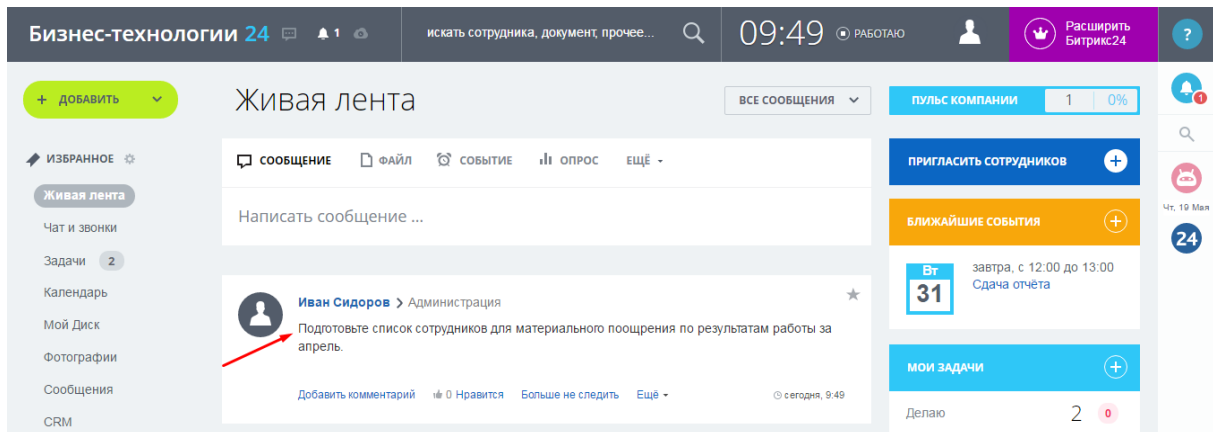 Бизнес-технологии 24
1
искать сотрудника, документ, прочее...
09:49
РАБОТАЮ
Расширить
Битрикс24
?
+ ДОБАВИТЬ
ИЗБРАННОЕ
Живая лента
Чат и звонки
Задачи 2
Календарь
Мой Диск
Фотографии
Сообщения
CRM
Живая лента
ВСЕ СООБЩЕНИЯ
СООБЩЕНИЕ ФАЙЛ СОБЫТИЕ ОПРОС ЕЩЁ
Написать сообщение ...
Иван Сидоров > Администрация
Подготовьте список сотрудников для материального поощрения по результатам работы за
апрель.
Добавить комментарий 0 Нравится Больше не следить Ещё сегодня, 9:49
ПУЛЬС КОМПАНИИ 1 0%
ПРИГЛАСИТЬ СОТРУДНИКОВ +
БЛИЖАЙШИЕ СОБЫТИЯ +
Вт
31
завтра, с 12:00 до 13:00
Сдача отчёта
МОИ ЗАДАЧИ +
Делаю 2 0
1
Чт, 19 Мая
24